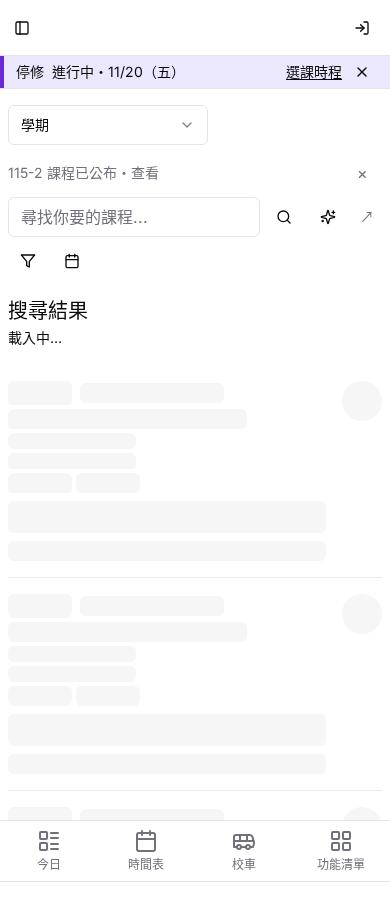 停修 進行中・11/20（五） 選課時程
學期
115-2 課程已公布・查看
尋找你要的課程...
搜尋結果
載入中...
今日 時間表 校車 功能清單